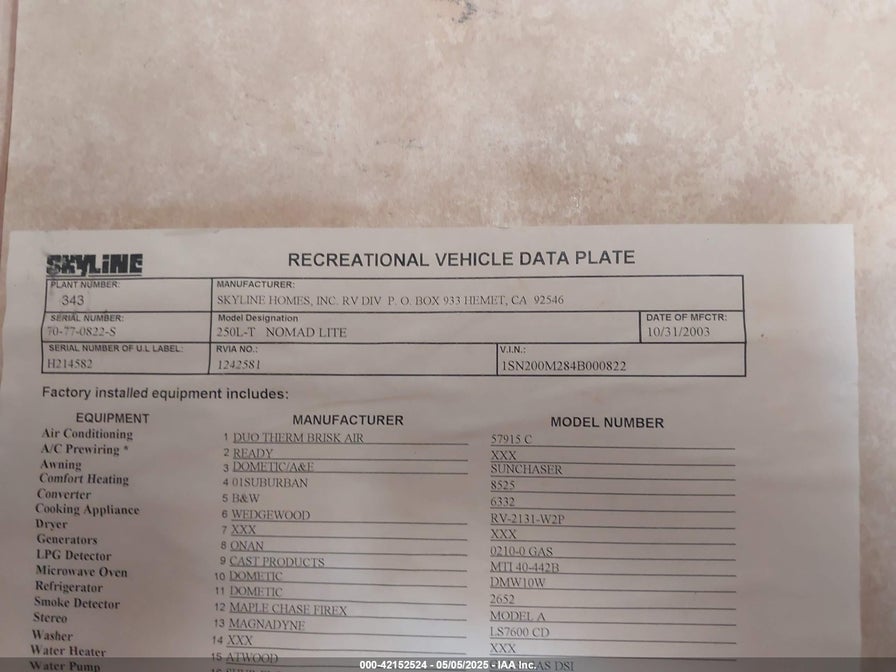 SKYLINE
RECREATIONAL VEHICLE DATA PLATE
PLANT NUMBER: MANUFACTURER:
343 SKYLINE HOMES, INC. RV DIV P. O. BOX 933 HEMET, CA 92546
SERIAL NUMBER: Model Designation DATE OF MFCTR:
70-77-0822-S 250L-T NOMAD LITE 10/31/2003
SERIAL NUMBER OF U.L LABEL: RVIA NO.: V.I.N.:
H214582 1242581 1SN200M284B000822
Factory installed equipment includes:
EQUIPMENT MANUFACTURER MODEL NUMBER
Air Conditioning 1 DUO THERM BRISK AIR 57915 C
A/C Prewiring * 2 READY XXX
Awning 3 DOMETIC/A&E SUNCHASER
Comfort Heating 4 01SUBURBAN 8525
Converter 5 B&W 6332
Cooking Appliance 6 WEDGEWOOD RV-2131-W2P
Dryer 7 XXX XXX
Generators 8 ONAN 0210-0 GAS
LPG Detector 9 CAST PRODUCTS MTI 40-442B
Microwave Oven 10 DOMETIC DMW10W
Refrigerator 11 DOMETIC 2652
Smoke Detector 12 MAPLE CHASE FIREX MODEL A
Stereo 13 MAGNADYNE LS7600 CD
Washer 14 XXX XXX
Water Heater 15 ATWOOD GAS DSI
Water Pump 16
000-42152524 - 05/05/2025 - IAA Inc.